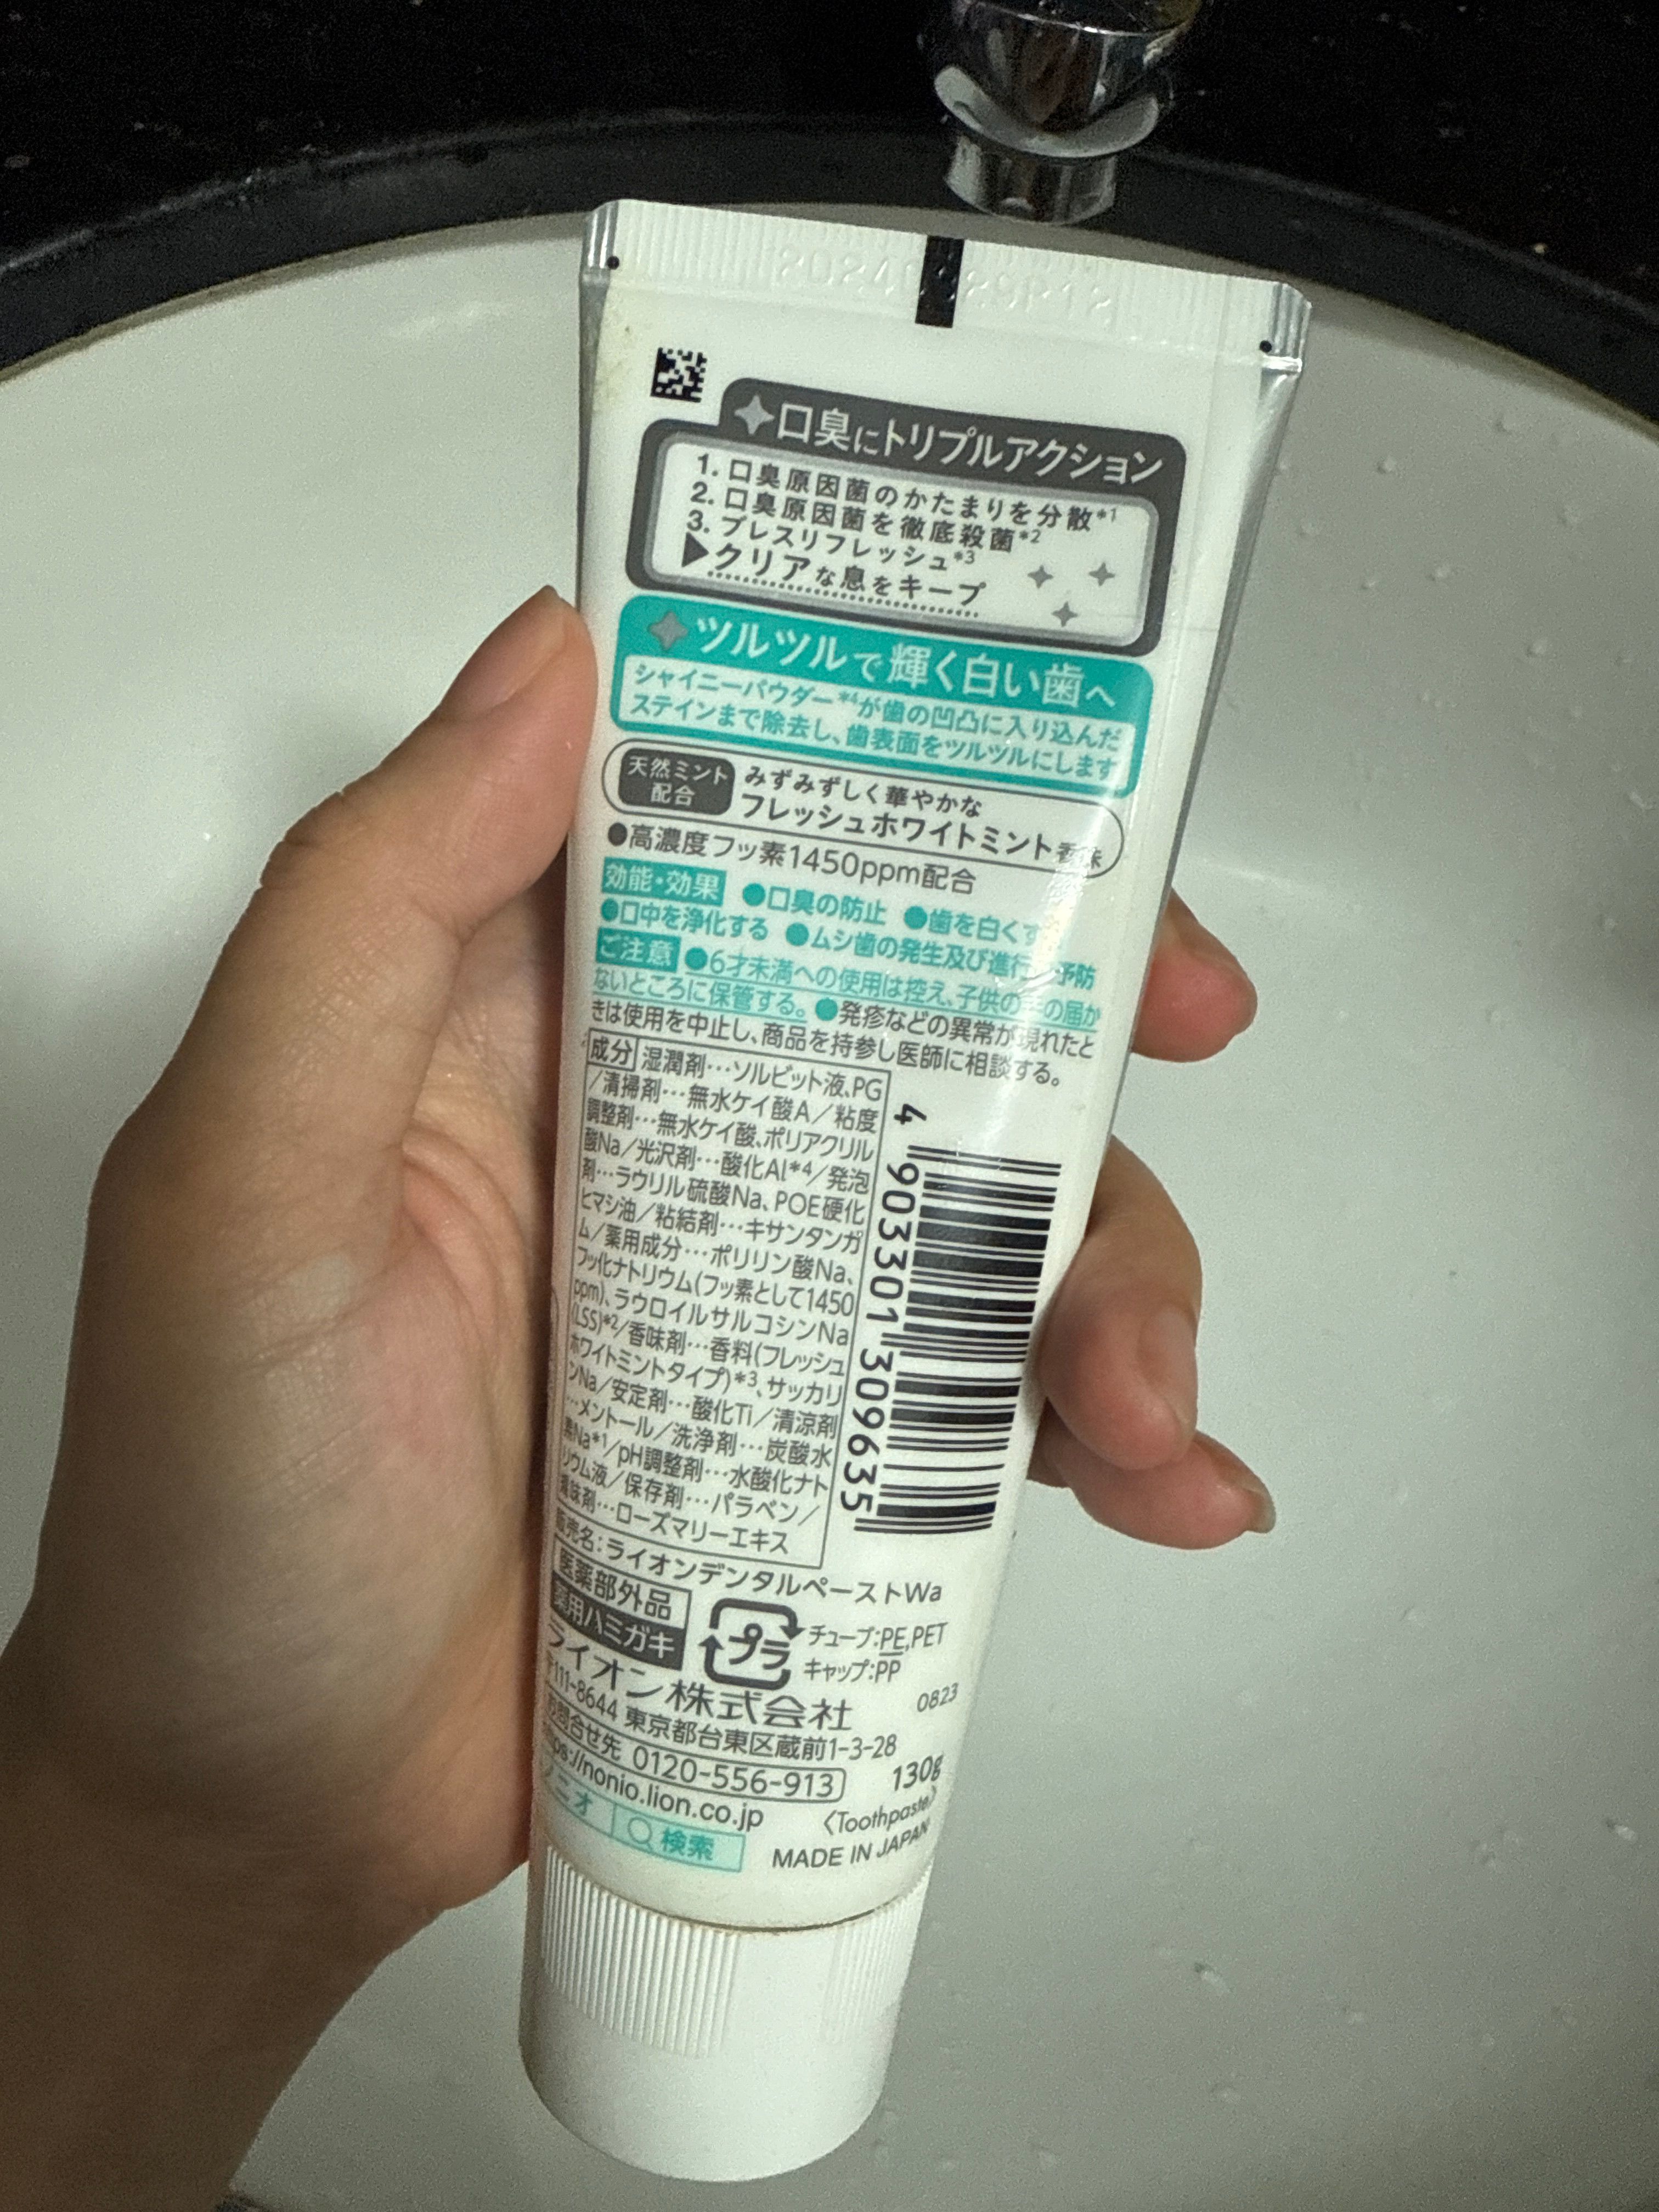 口臭にトリプルアクション
1. 口臭原因菌のかたまりを分散*1
2. 口臭原因菌を徹底殺菌*2
3. ブレスリフレッシュ*3
▶クリアな息をキープ
ツルツルで輝く白い歯へ
シャイニーパウダー*4が歯の凹凸に入り込んだ
ステインまで除去し、歯表面をツルツルにします
天然ミント
配合
みずみずしく華やかな
フレッシュホワイトミント香味
●高濃度フッ素1450ppm配合
効能・効果 ●口臭の防止 ●歯を白くす
●口中を浄化する ●ムシ歯の発生及び進行 予防
ご注意 ●6才未満への使用は控え、子供の手の届か
ないところに保管する。●発疹などの異常が現れたと
きは使用を中止し、商品を持参し医師に相談する。
成分 湿潤剤…ソルビット液、PG
/清掃剤…無水ケイ酸A/粘度
調整剤…無水ケイ酸、ポリアクリル
酸Na/光沢剤…酸化Al*4/発泡
剤…ラウリル硫酸Na、POE硬化
ヒマシ油/粘結剤…キサンタンガ
ム/薬用成分…ポリリン酸Na、
フッ化ナトリウム(フッ素として1450
ppm)、ラウロイルサルコシンNa
(LSS)*2/香味剤…香料(フレッシュ
ホワイトミントタイプ)*3、サッカリ
ンNa/安定剤…酸化Ti/清涼剤
…メントール/洗浄剤…炭酸水
素Na*1/pH調整剤…水酸化ナト
リウム液/保存剤…パラベン/
着味剤…ローズマリーエキス
4 903301 309635
販売名:ライオンデンタルペーストWa
医薬部外品
薬用ハミガキ
プラ
チューブ:PE,PET
キャップ:PP
ライオン株式会社
0823
〒111-8644 東京都台東区蔵前1-3-28
お問合せ先 0120-556-913
130g
https://nonio.lion.co.jp
〈Toothpaste〉
ノニオ 検索
MADE IN JAPAN